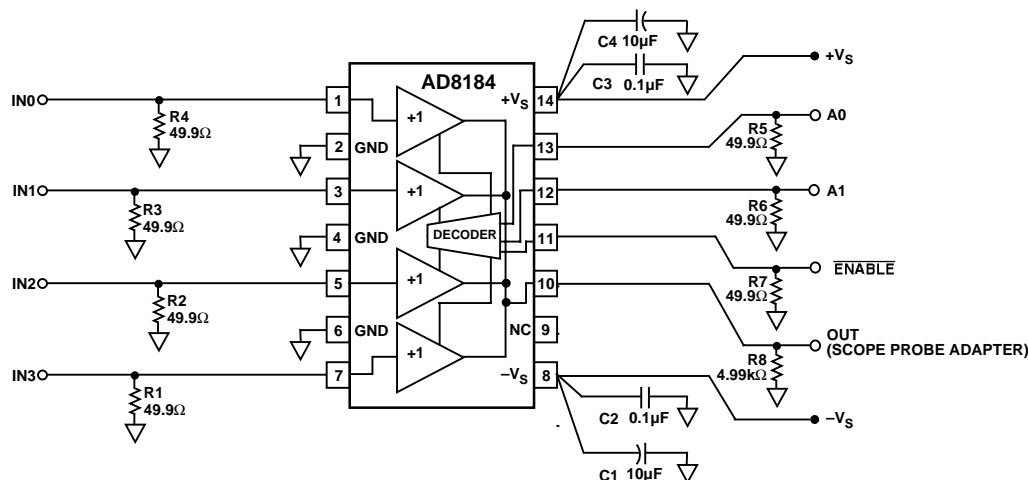 C4 10µF
C3 0.1µF
+VS
AD8184
IN0
1
+1
+VS
14
R4
49.9Ω
2
GND
13
R5
49.9Ω
A0
IN1
3
+1
12
A1
R3
49.9Ω
R6
49.9Ω
4
GND
DECODER
11
ENABLE
IN2
5
+1
10
R7
49.9Ω
R2
49.9Ω
6
GND
NC
9
OUT
(SCOPE PROBE ADAPTER)
IN3
7
+1
–VS
8
R8
4.99kΩ
R1
49.9Ω
C2 0.1µF
–VS
C1 10µF